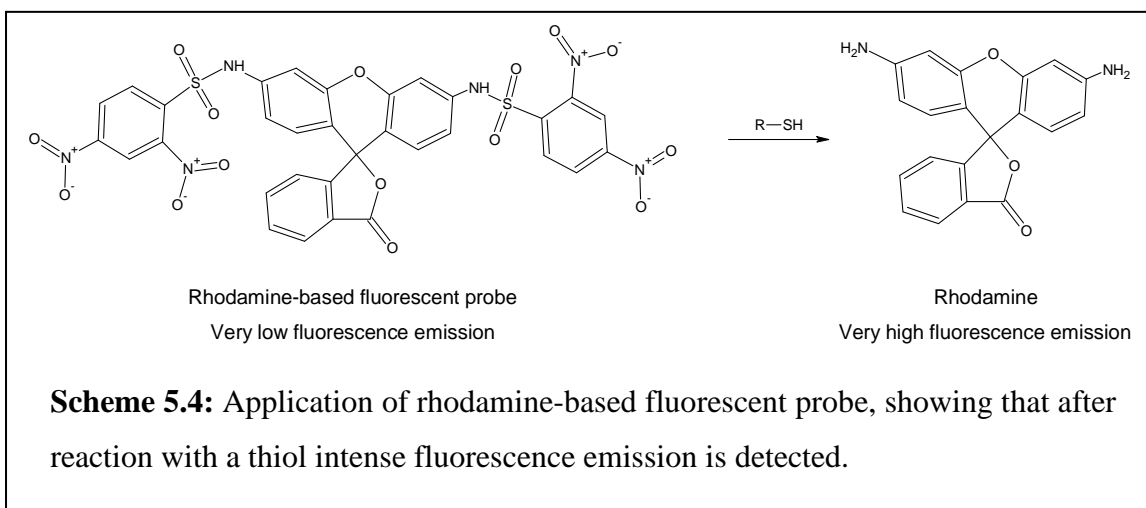 O
O-
N+
O
O
S
NH
O
O
NH
O
S
O
O
N+
O-
O
N+
O-
N+
O
O-
O
O
R—SH
H2N
O
NH2
O
O
Rhodamine-based fluorescent probe
Very low fluorescence emission
Rhodamine
Very high fluorescence emission
Scheme 5.4: Application of rhodamine-based fluorescent probe, showing that after
reaction with a thiol intense fluorescence emission is detected.